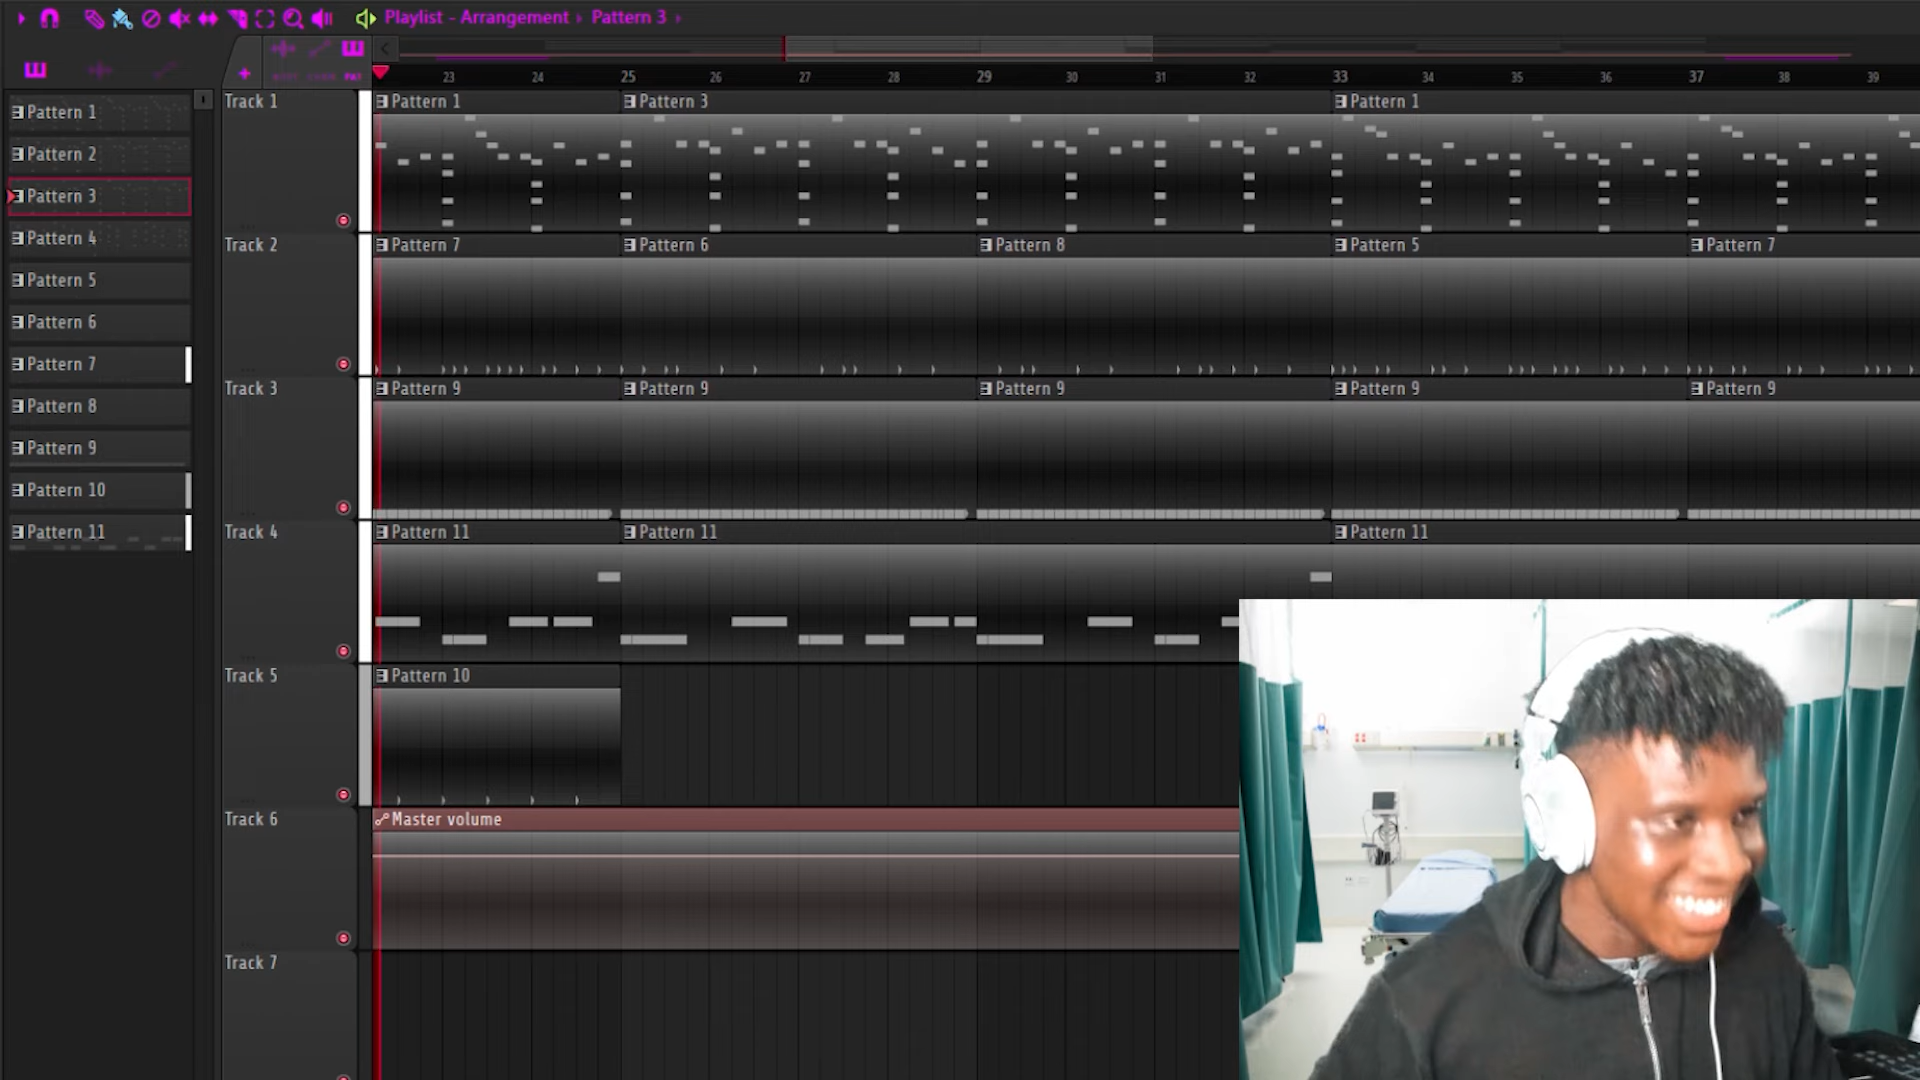 Playlist - Arrangement › Pattern 3 ›
23 24 25 26 27 28 29 30 31 32 33 34 35 36 37 38 39
Pattern 1
Pattern 2
Pattern 3
Pattern 4
Pattern 5
Pattern 6
Pattern 7
Pattern 8
Pattern 9
Pattern 10
Pattern 11
Track 1
Pattern 1 Pattern 3 Pattern 1
Track 2
Pattern 7 Pattern 6 Pattern 8 Pattern 5 Pattern 7
Track 3
Pattern 9 Pattern 9 Pattern 9 Pattern 9 Pattern 9
Track 4
Pattern 11 Pattern 11 Pattern 11
Track 5
Pattern 10
Track 6
Master volume
Track 7